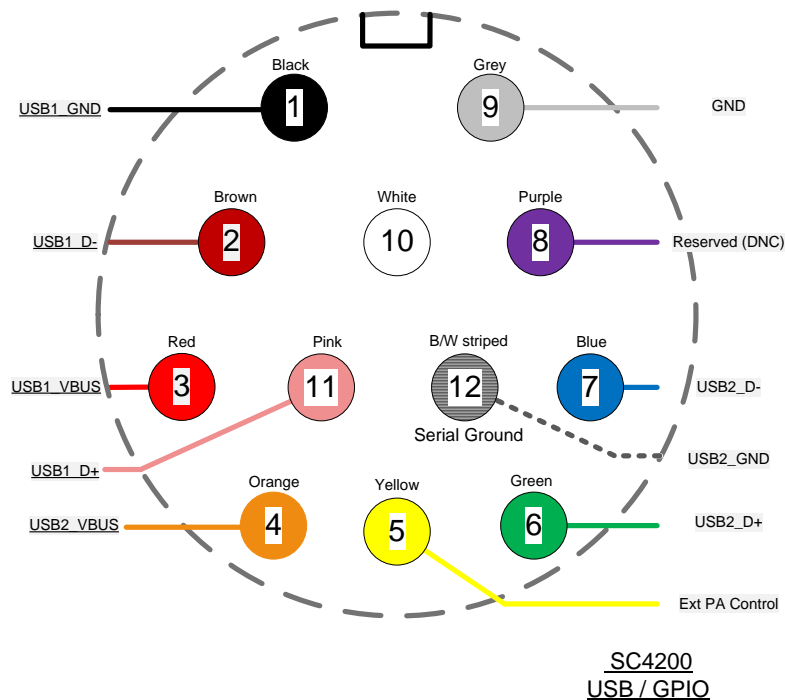 Black
Grey
USB1_GND
1
9
GND
Brown
White
Purple
USB1_D-
2
10
8
Reserved (DNC)
Red
Pink
B/W striped
Blue
USB1_VBUS
3
11
12
7
USB2_D-
Serial Ground
USB2_GND
USB1_D+
Orange
Yellow
Green
USB2_VBUS
4
5
6
USB2_D+
Ext PA Control
SC4200
USB / GPIO